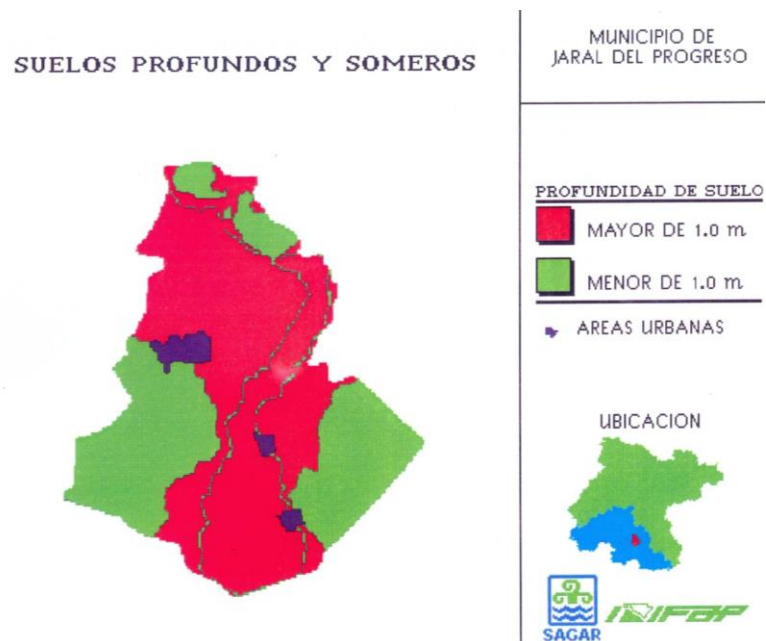 SUELOS PROFUNDOS Y SOMEROS
MUNICIPIO DE
JARAL DEL PROGRESO
PROFUNDIDAD DE SUELO
MAYOR DE 1.0 m
MENOR DE 1.0 m
AREAS URBANAS
UBICACION
SAGAR
INIFAP